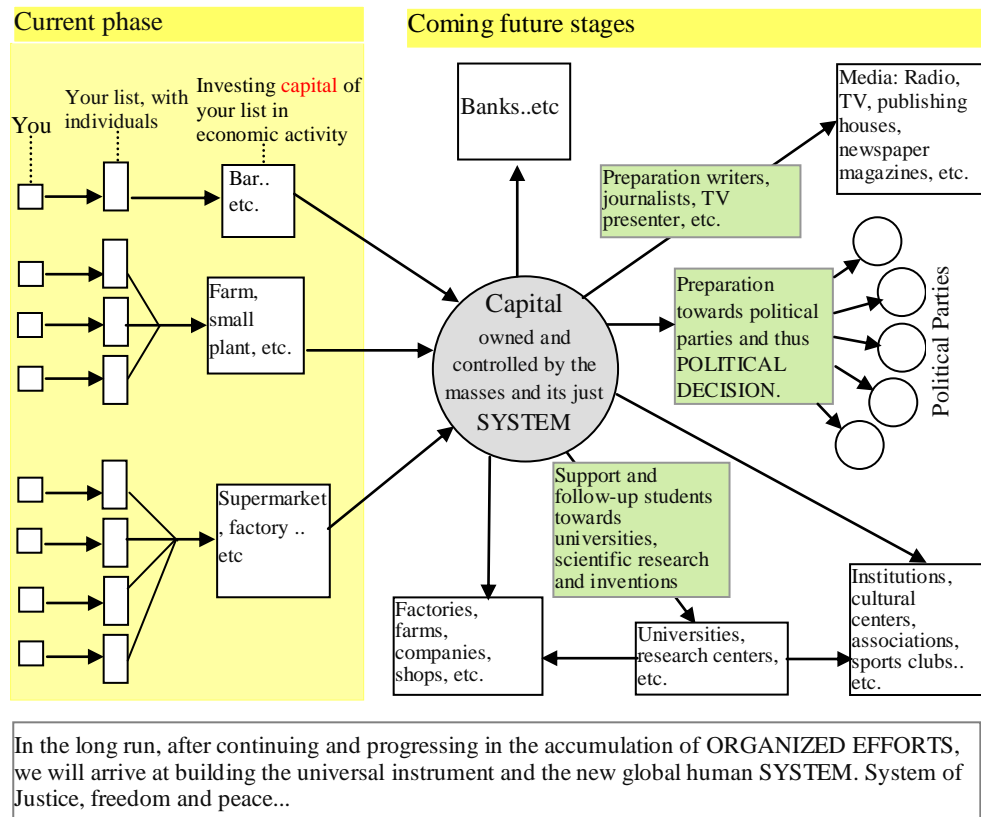 Current phase
Coming future stages
You
Your list, with
individuals
Investing capital of
your list in
economic activity
Bar..
etc.
Farm,
small
plant, etc.
Supermarket
, factory ..
etc
Banks..etc
Media: Radio,
TV, publishing
houses,
newspaper
magazines, etc.
Preparation writers,
journalists, TV
presenter, etc.
Capital
owned and
controlled by the
masses and its just
SYSTEM
Preparation
towards political
parties and thus
POLITICAL
DECISION.
Political Parties
Support and
follow-up students
towards
universities,
scientific research
and inventions
Factories,
farms,
companies,
shops, etc.
Universities,
research centers,
etc.
Institutions,
cultural
centers,
associations,
sports clubs..
etc.
In the long run, after continuing and progressing in the accumulation of ORGANIZED EFFORTS,
we will arrive at building the universal instrument and the new global human SYSTEM. System of
Justice, freedom and peace...